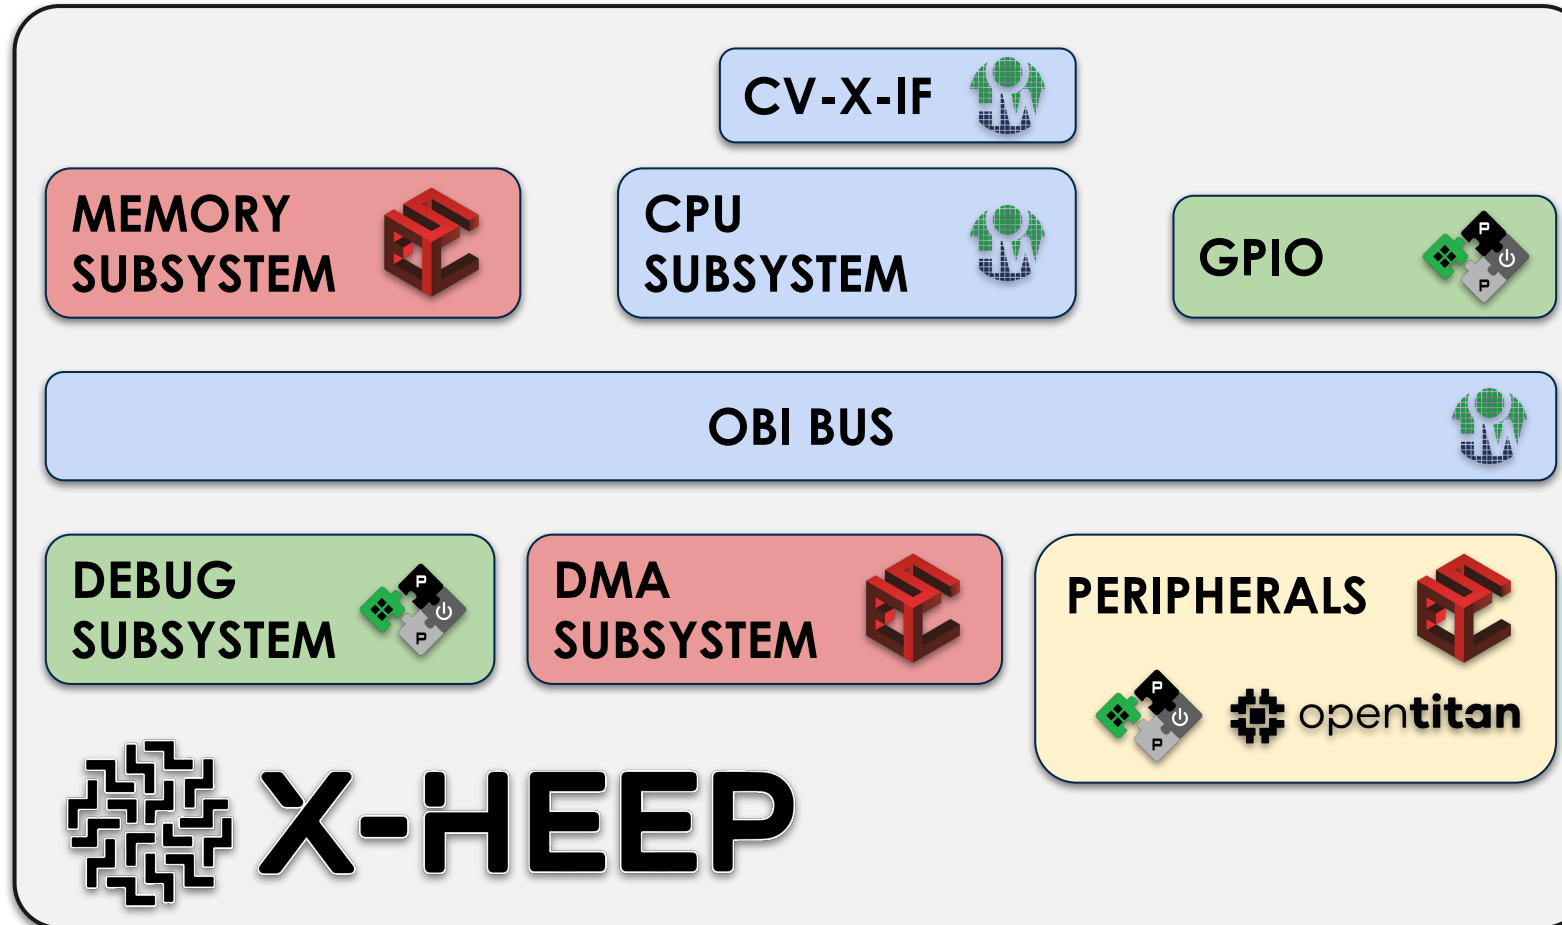 CV-X-IF
MEMORY
SUBSYSTEM
CPU
SUBSYSTEM
GPIO
P
P
OBI BUS
DEBUG
SUBSYSTEM
P
P
DMA
SUBSYSTEM
PERIPHERALS
P
P
opentitan
X-HEEP